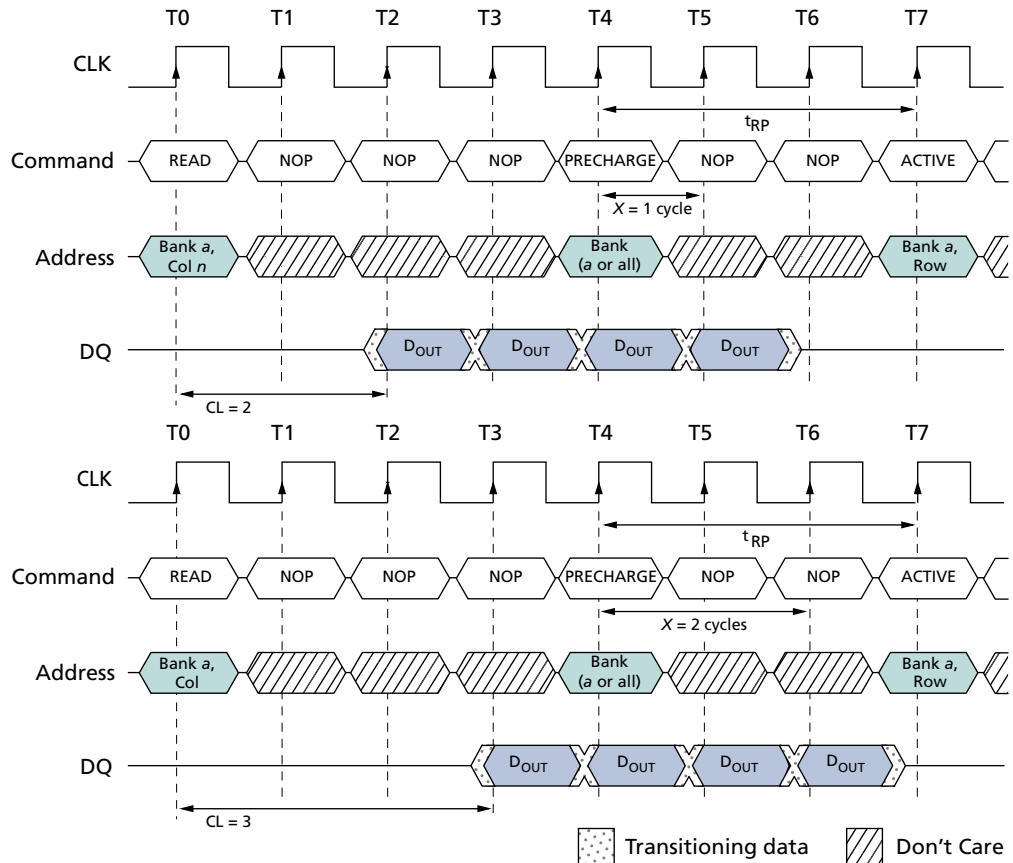 T0 T1 T2 T3 T4 T5 T6 T7
CLK
tRP
Command READ NOP NOP NOP PRECHARGE NOP NOP ACTIVE
X = 1 cycle
Address Bank a, Col n Bank (a or all) Bank a, Row
DQ DOUT DOUT DOUT DOUT
CL = 2
T0 T1 T2 T3 T4 T5 T6 T7
CLK
tRP
Command READ NOP NOP NOP PRECHARGE NOP NOP ACTIVE
X = 2 cycles
Address Bank a, Col Bank (a or all) Bank a, Row
DQ DOUT DOUT DOUT DOUT
CL = 3
Transitioning data Don't Care